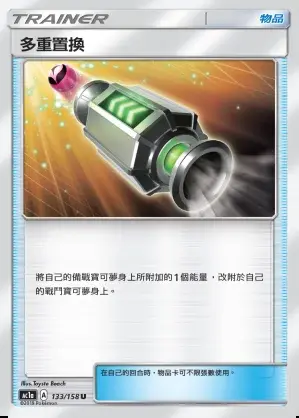 TRAINER 物品
多重置換
將自己的備戰寶可夢身上所附加的1個能量，改附於自己
的戰鬥寶可夢身上。
在自己的回合時，物品卡可不限張數使用。
Illus. Toyste Beach
AC1a A 133/158 U
©2019 Pokémon